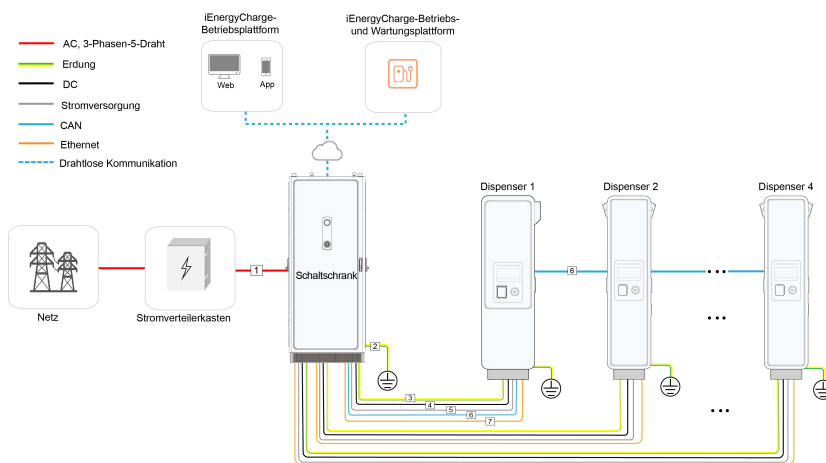 iEnergyCharge-
Betriebsplattform
iEnergyCharge-Betriebs-
und Wartungsplattform
Web
App
AC, 3-Phasen-5-Draht
Erdung
DC
Stromversorgung
CAN
Ethernet
Drahtlose Kommunikation
Dispenser 1
Dispenser 2
Dispenser 4
1
Schaltschrank
6
Netz
Stromverteilerkasten
2
3
4
5
6
7